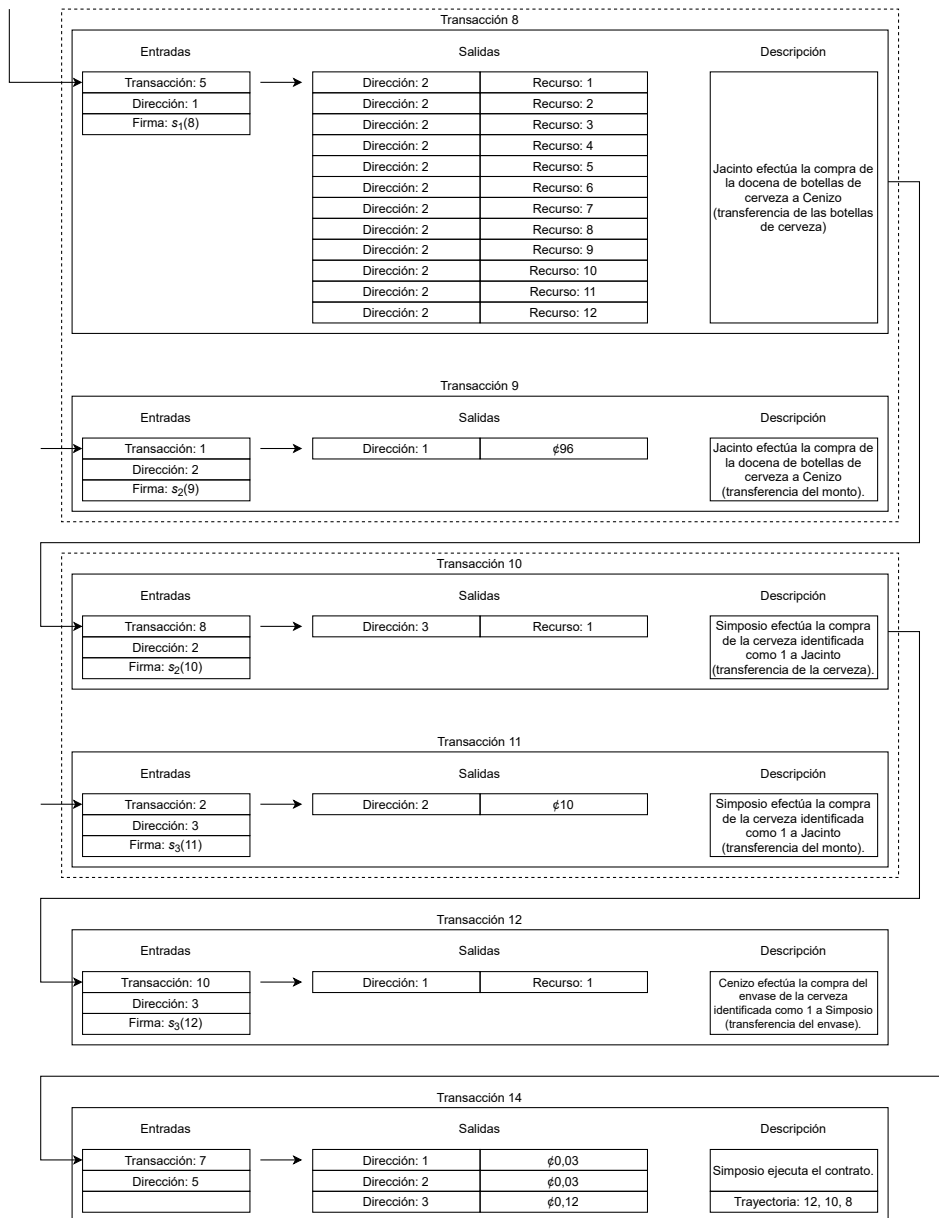 Transacción 8
Entradas Salidas Descripción
Transacción: 5 Dirección: 2 Recurso: 1
Dirección: 1 Dirección: 2 Recurso: 2
Firma: s1(8) Dirección: 2 Recurso: 3
Dirección: 2 Recurso: 4
Dirección: 2 Recurso: 5
Dirección: 2 Recurso: 6
Dirección: 2 Recurso: 7
Dirección: 2 Recurso: 8
Dirección: 2 Recurso: 9
Dirección: 2 Recurso: 10
Dirección: 2 Recurso: 11
Dirección: 2 Recurso: 12
Jacinto efectúa la compra de
la docena de botellas de
cerveza a Cenizo
(transferencia de las botellas
de cerveza)
Transacción 9
Entradas Salidas Descripción
Transacción: 1 Dirección: 1 ¢96
Dirección: 2
Firma: s2(9)
Jacinto efectúa la compra de
la docena de botellas de
cerveza a Cenizo
(transferencia del monto).
Transacción 10
Entradas Salidas Descripción
Transacción: 8 Dirección: 3 Recurso: 1
Dirección: 2
Firma: s2(10)
Simposio efectúa la compra
de la cerveza identificada
como 1 a Jacinto
(transferencia de la cerveza).
Transacción 11
Entradas Salidas Descripción
Transacción: 2 Dirección: 2 ¢10
Dirección: 3
Firma: s3(11)
Simposio efectúa la compra
de la cerveza identificada
como 1 a Jacinto
(transferencia del monto).
Transacción 12
Entradas Salidas Descripción
Transacción: 10 Dirección: 1 Recurso: 1
Dirección: 3
Firma: s3(12)
Cenizo efectúa la compra del
envase de la cerveza
identificada como 1 a Simposio
(transferencia del envase).
Transacción 14
Entradas Salidas Descripción
Transacción: 7 Dirección: 1 ¢0,03
Dirección: 5 Dirección: 2 ¢0,03
Dirección: 3 ¢0,12
Simposio ejecuta el contrato.
Trayectoria: 12, 10, 8